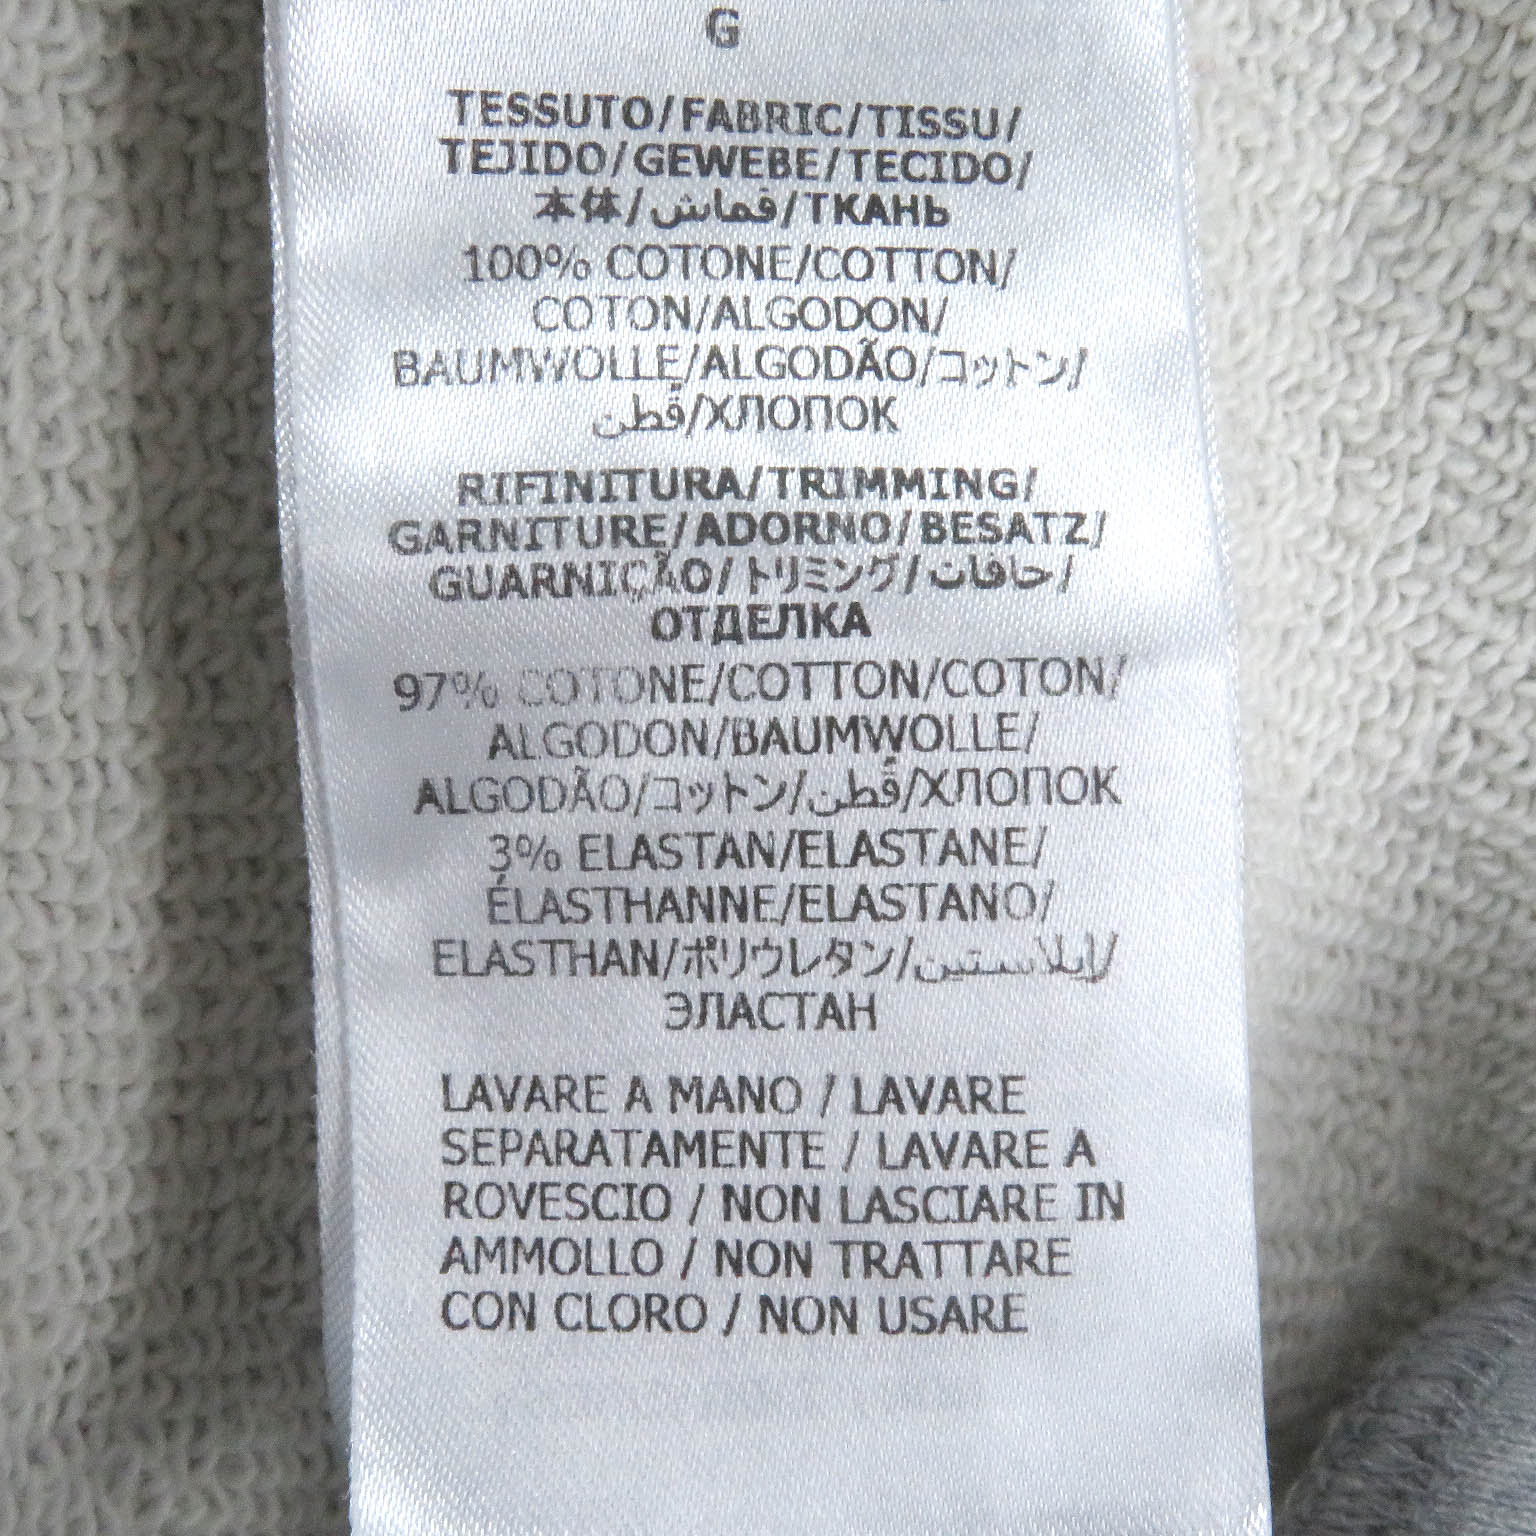 G
TESSUTO/FABRIC/TISSU/
TEJIDO/GEWEBE/TECIDO/
本体/قماش/ТКАНЬ
100% COTONE/COTTON/
COTON/ALGODON/
BAUMWOLLE/ALGODÃO/コットン/
قُطن/ХЛОПОК
RIFINITURA/TRIMMING/
GARNITURE/ADORNO/BESATZ/
GUARNIÇÃO/トリミング/حافات/
ОТДЕЛКА
97% COTONE/COTTON/COTON/
ALGODON/BAUMWOLLE/
ALGODÃO/コットン/قُطن/ХЛОПОК
3% ELASTAN/ELASTANE/
ÉLASTHANNE/ELASTANO/
ELASTHAN/ポリウレタン/إيلاستين/
ЭЛАСТАН
LAVARE A MANO / LAVARE
SEPARATAMENTE / LAVARE A
ROVESCIO / NON LASCIARE IN
AMMOLLO / NON TRATTARE
CON CLORO / NON USARE